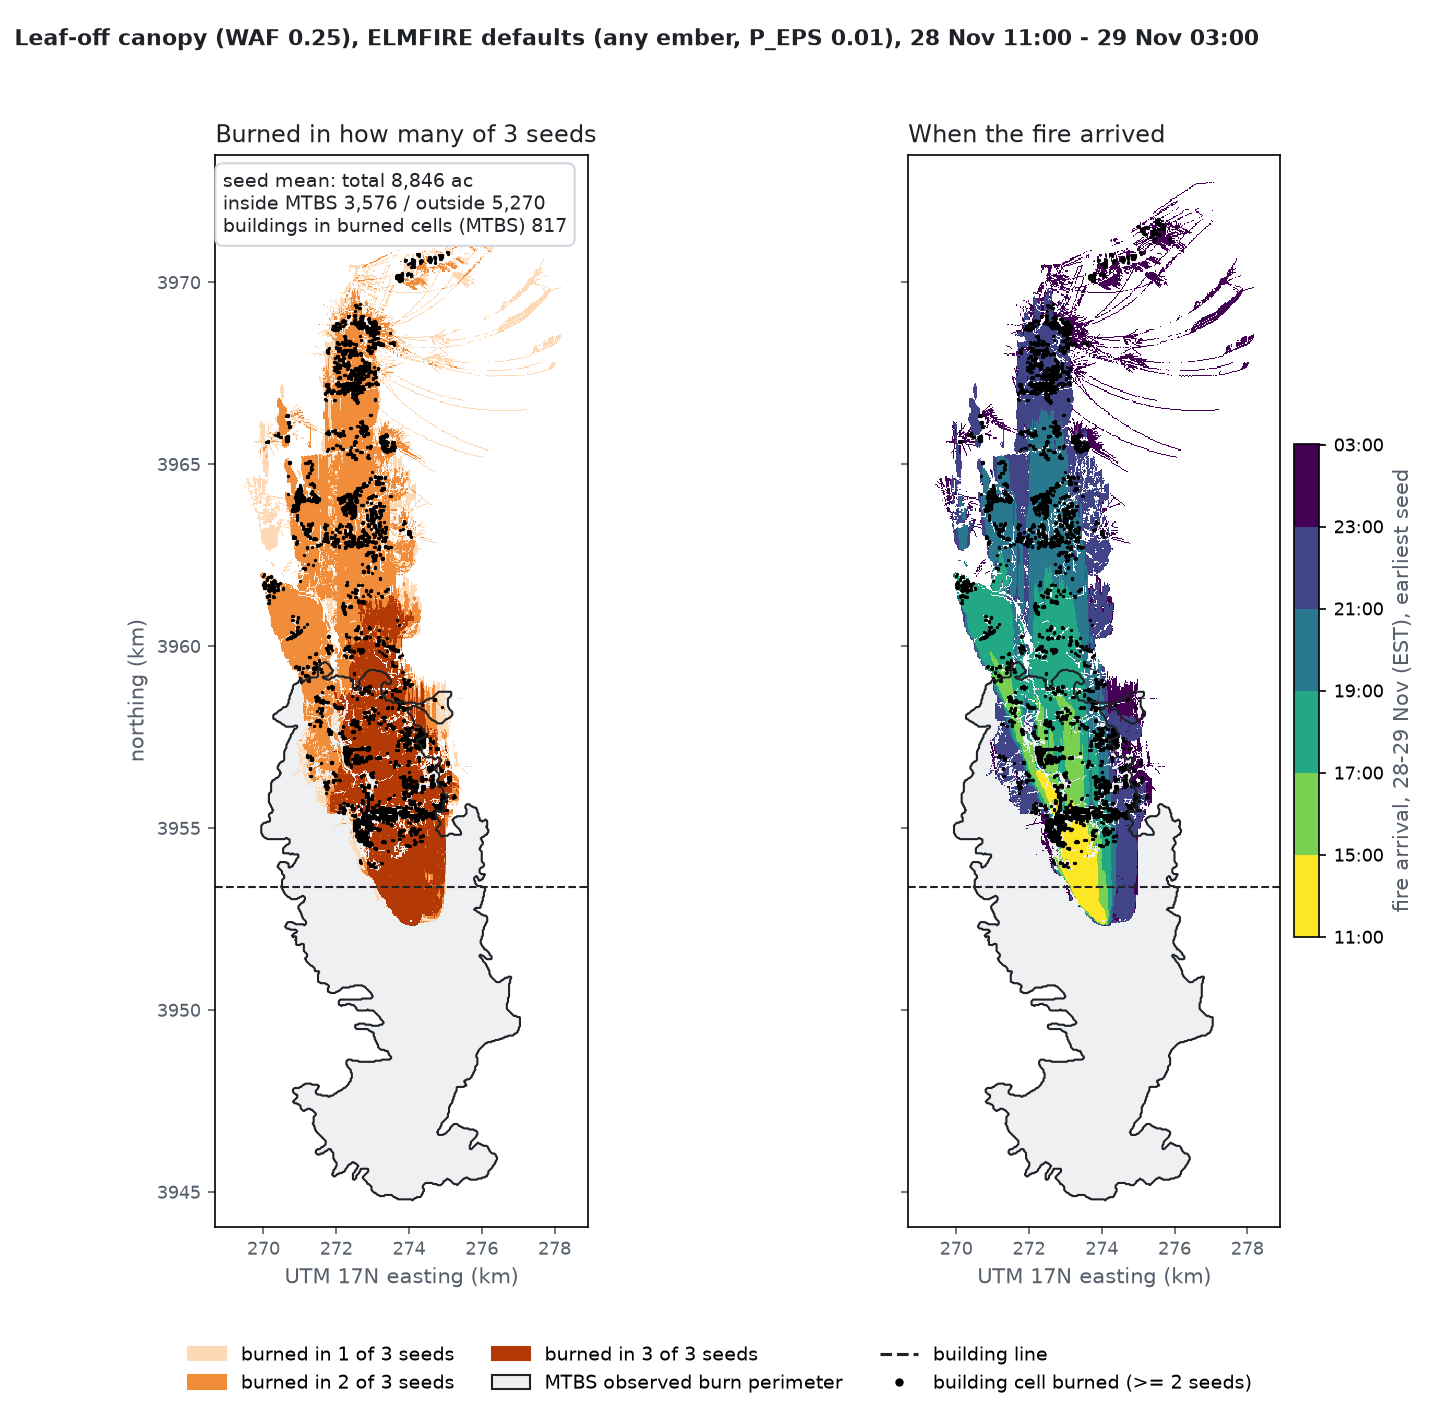 Leaf-off canopy (WAF 0.25), ELMFIRE defaults (any ember, P_EPS 0.01), 28 Nov 11:00 - 29 Nov 03:00
Burned in how many of 3 seeds
seed mean: total 8,846 ac
inside MTBS 3,576 / outside 5,270
buildings in burned cells (MTBS) 817
northing (km)
3970
3965
3960
3955
3950
3945
270 272 274 276 278
UTM 17N easting (km)
When the fire arrived
270 272 274 276 278
UTM 17N easting (km)
03:00
23:00
21:00
19:00
17:00
15:00
11:00
fire arrival, 28-29 Nov (EST), earliest seed
burned in 1 of 3 seeds
burned in 2 of 3 seeds
burned in 3 of 3 seeds
MTBS observed burn perimeter
building line
building cell burned (>= 2 seeds)